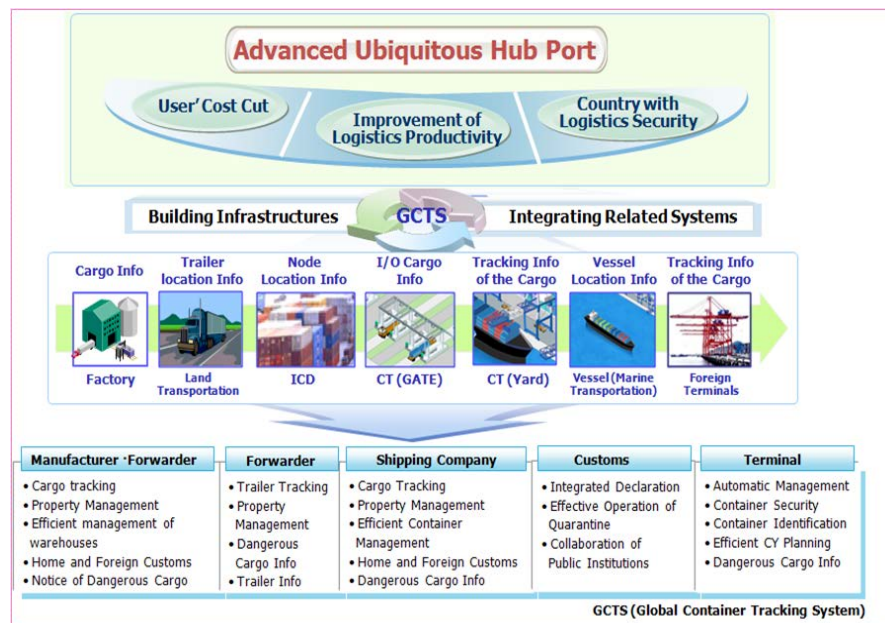 Advanced Ubiquitous Hub Port
User' Cost Cut
Improvement of
Logistics Productivity
Country with
Logistics Security
Building Infrastructures
GCTS
Integrating Related Systems
Cargo Info
Trailer
location Info
Node
Location Info
I/O Cargo
Info
Tracking Info
of the Cargo
Vessel
Location Info
Tracking Info
of the Cargo
Factory
Land
Transportation
ICD
CT (GATE)
CT (Yard)
Vessel (Marine
Transportation)
Foreign
Terminals
Manufacturer ·Forwarder
• Cargo tracking
• Property Management
• Efficient management of
warehouses
• Home and Foreign Customs
• Notice of Dangerous Cargo
Forwarder
• Trailer Tracking
• Property
Management
• Dangerous
Cargo Info
• Trailer Info
Shipping Company
• Cargo Tracking
• Property Management
• Efficient Container
Management
• Home and Foreign Customs
• Dangerous Cargo Info
Customs
• Integrated Declaration
• Effective Operation of
Quarantine
• Collaboration of
Public Institutions
Terminal
• Automatic Management
• Container Security
• Container Identification
• Efficient CY Planning
• Dangerous Cargo Info
GCTS (Global Container Tracking System)